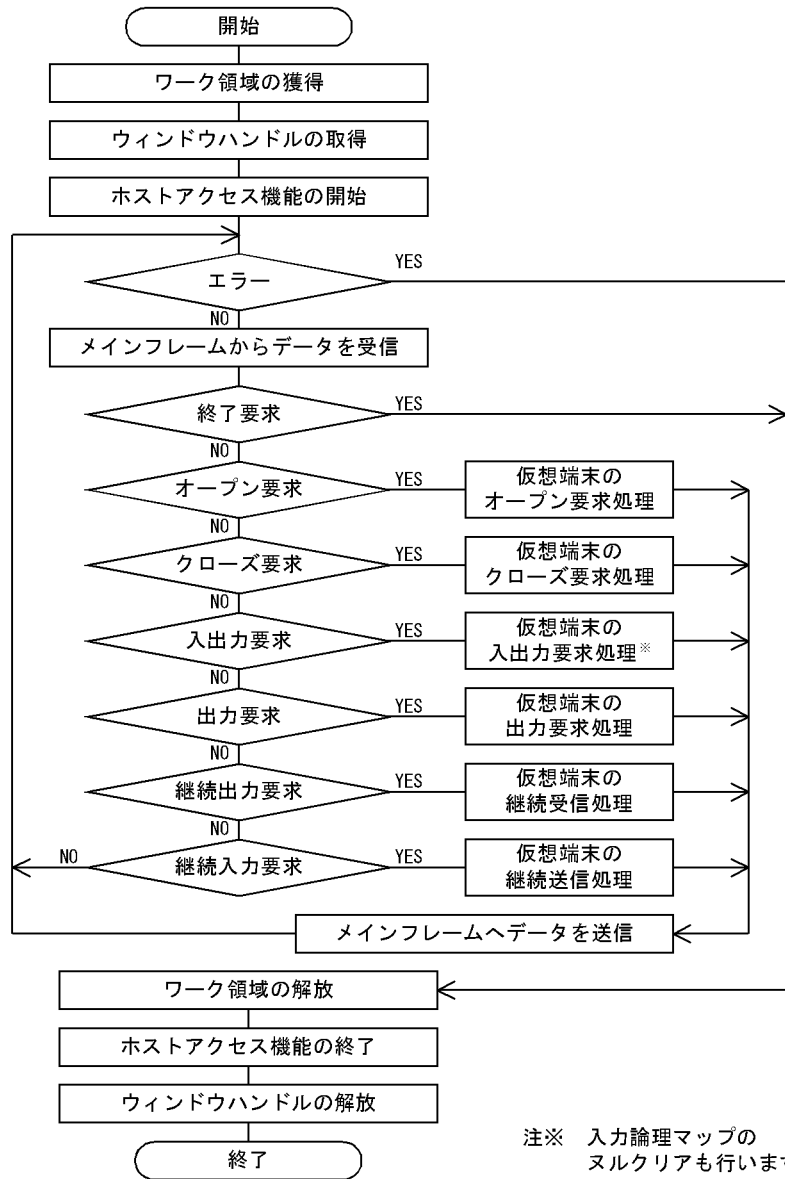 開始
ワーク領域の獲得
ウィンドウハンドルの取得
ホストアクセス機能の開始
エラー
YES
NO
メインフレームからデータを受信
終了要求
YES
NO
オープン要求
YES
仮想端末の
オープン要求処理
NO
クローズ要求
YES
仮想端末の
クローズ要求処理
NO
入出力要求
YES
仮想端末の
入出力要求処理※
NO
出力要求
YES
仮想端末の
出力要求処理
NO
継続出力要求
YES
仮想端末の
継続受信処理
NO
NO
継続入力要求
YES
仮想端末の
継続送信処理
メインフレームへデータを送信
ワーク領域の解放
ホストアクセス機能の終了
ウィンドウハンドルの解放
終了
注※ 入力論理マップの
ヌルクリアも行います